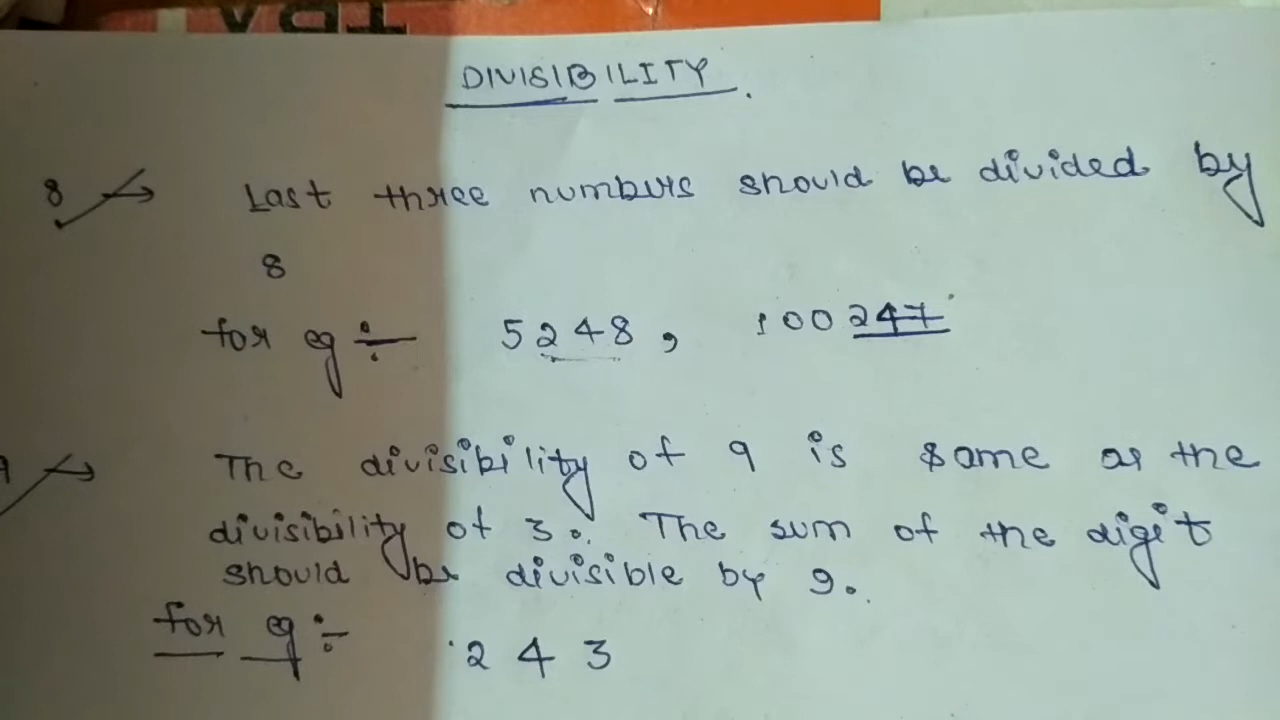 DIVISIBILITY.
8 → Last three numbers should be divided by
8
for eg ÷ 5248, 100247
The divisibility of 9 is same as the
divisibility of 3. The sum of the digit
should be divisible by 9.
for eg ÷ 243